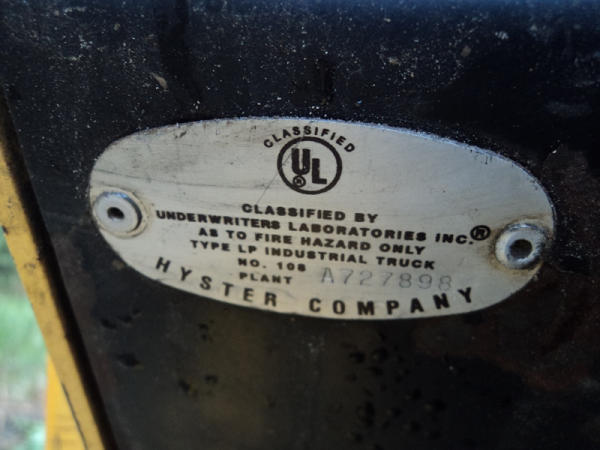 CLASSIFIED
UL®
CLASSIFIED BY
UNDERWRITERS LABORATORIES INC.®
AS TO FIRE HAZARD ONLY
TYPE LP INDUSTRIAL TRUCK
NO. 108
PLANT A727898
HYSTER COMPANY